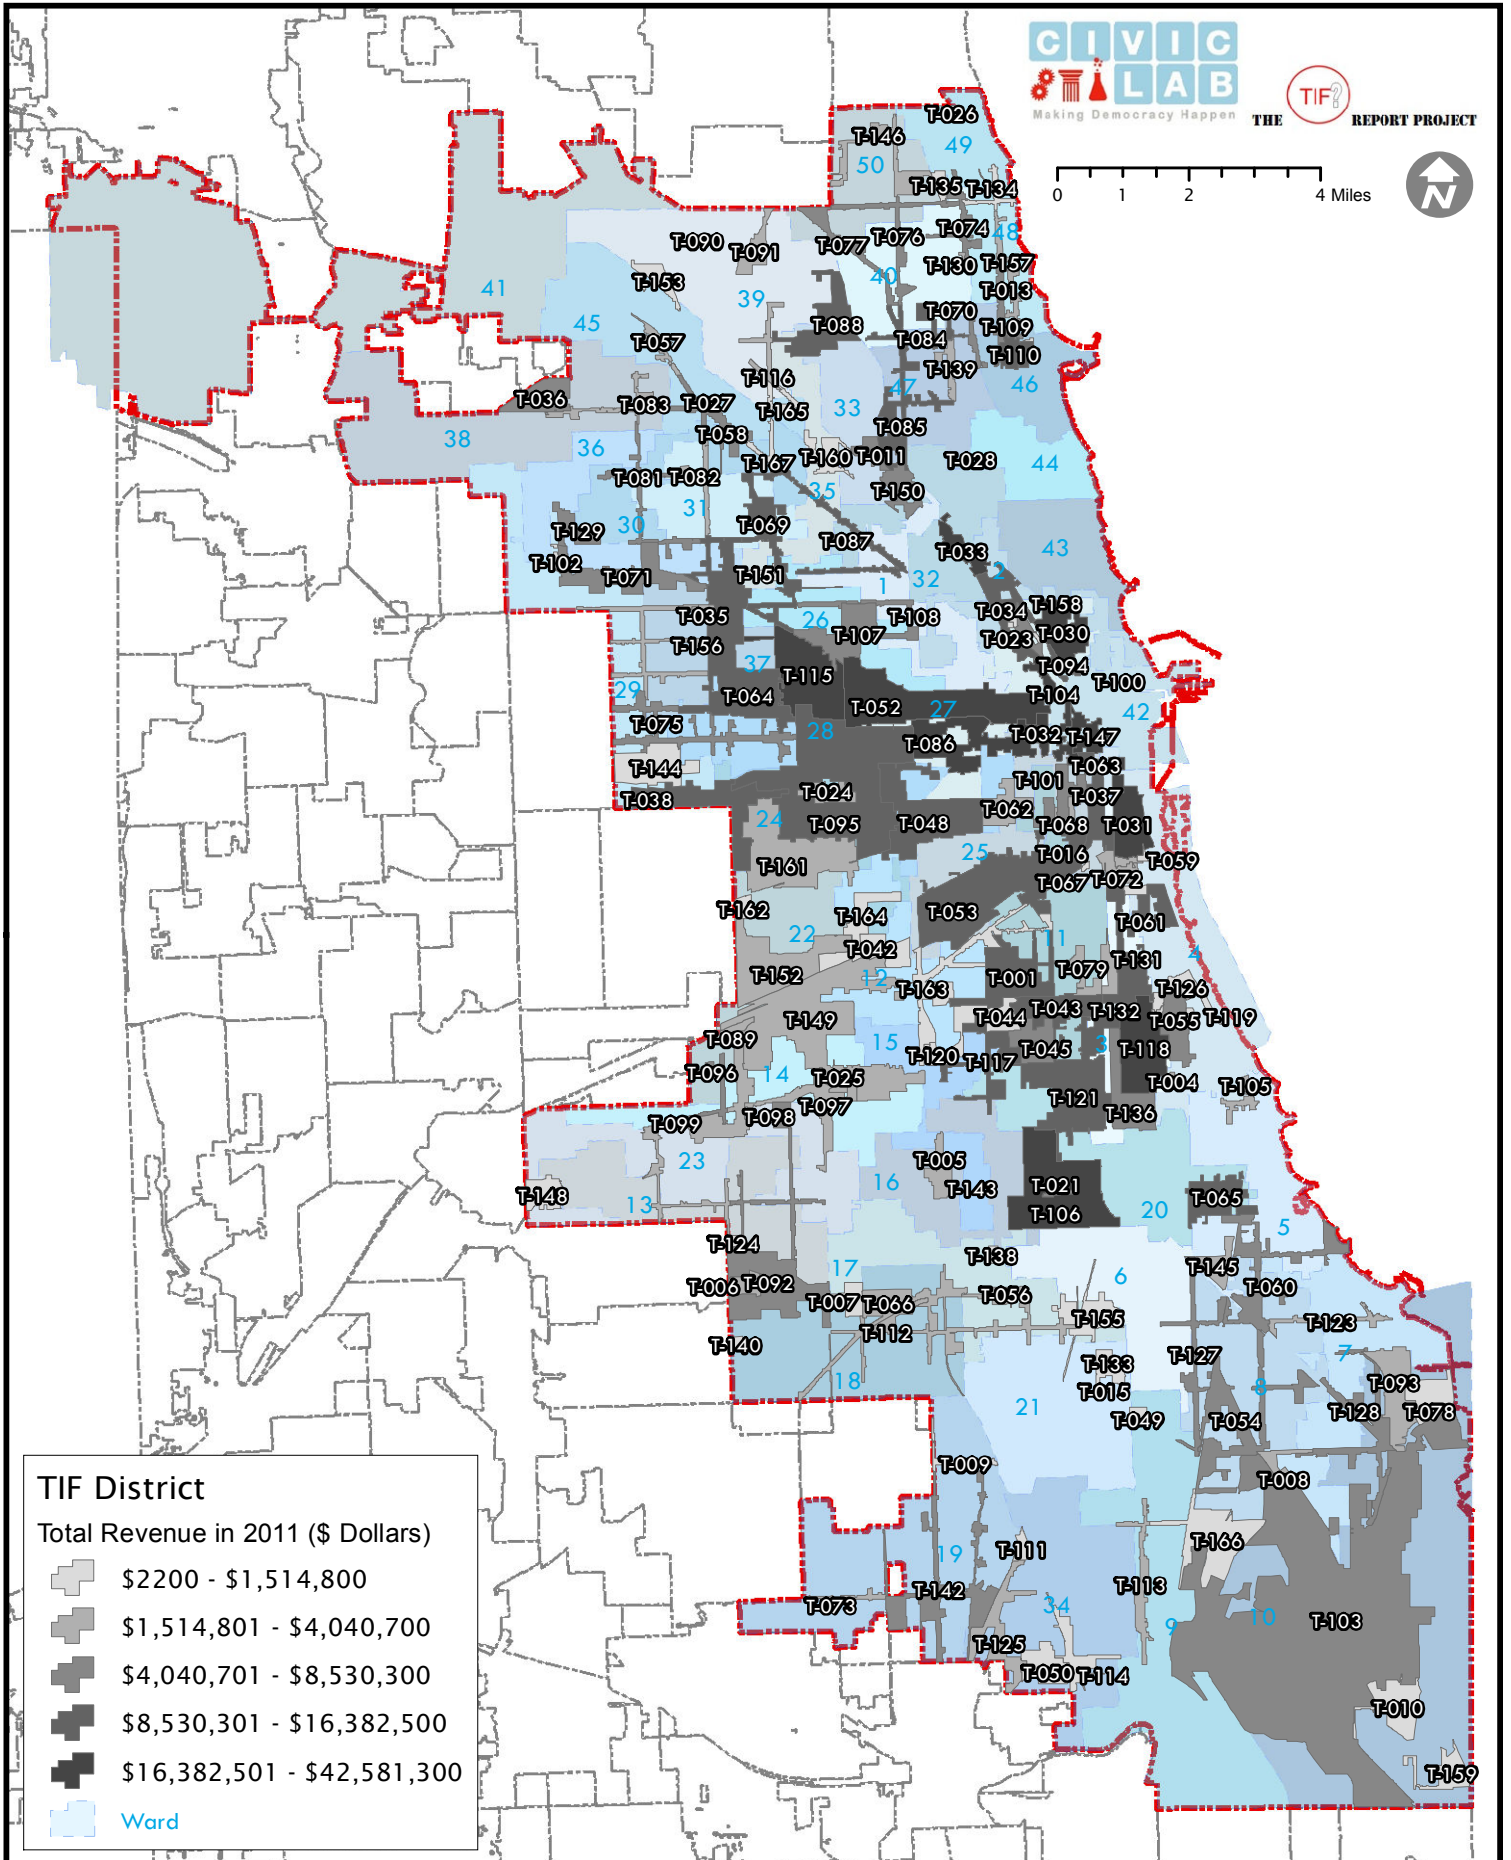 CIVIC
LAB
Making Democracy Happen
THE TIF? REPORT PROJECT
0 1 2 4 Miles
N
T-026
T-146
49
50
T-135 T-134
T-074 48
T-090 T-091 T-077 T-076
T-130 T-157
T-153 40
41 39 T-013
45 T-088 T-070
T-057 T-084 T-109
T-110
T-116 T-139
47 46
T-036 T-083 T-027 T-165 33
T-058 T-085
38 36
T-167 T-160 T-011 T-028 44
T-081 T-082
35 T-150
31
30 T-069
T-129 T-087 T-033 43
T-102 T-071 T-151 1 32 2
T-035 26 T-108 T-034 T-158
T-107 T-023 T-030
T-156
37 T-115 T-094
29 T-064 T-052 27 T-104 T-100
42
T-075 28 T-086 T-032 T-147
T-144 T-063
T-101
T-038 T-024 T-062 T-037
24 T-095 T-048 T-068 T-031
25 T-016 T-059
T-161 T-067 T-072
T-162 T-164 T-053 T-061
22 11
T-042 T-131 4
T-152 12 T-163 T-001 T-079
T-126
T-149 T-044 T-043 T-132 T-055 T-119
T-089 15 T-120 T-117 T-045 3 T-118
T-096 14 T-025 T-004 T-105
T-097 T-121
T-099 T-098 T-136
23 T-005
16 T-143 T-021 T-065
T-148 13 T-106 20
5
T-124 17 T-138
6 T-145
T-006 T-092 T-007 T-066 T-056 T-060
T-155 T-123
T-140 T-112
T-133 T-127 7
18 T-015 8 T-093
21 T-049 T-054 T-128 T-078
T-009 T-008
T-166
19 T-111
T-142 T-113
T-073 34 9 10 T-103
T-125
T-050 T-114
T-010
T-159
TIF District
Total Revenue in 2011 ($ Dollars)
$2200 - $1,514,800
$1,514,801 - $4,040,700
$4,040,701 - $8,530,300
$8,530,301 - $16,382,500
$16,382,501 - $42,581,300
Ward